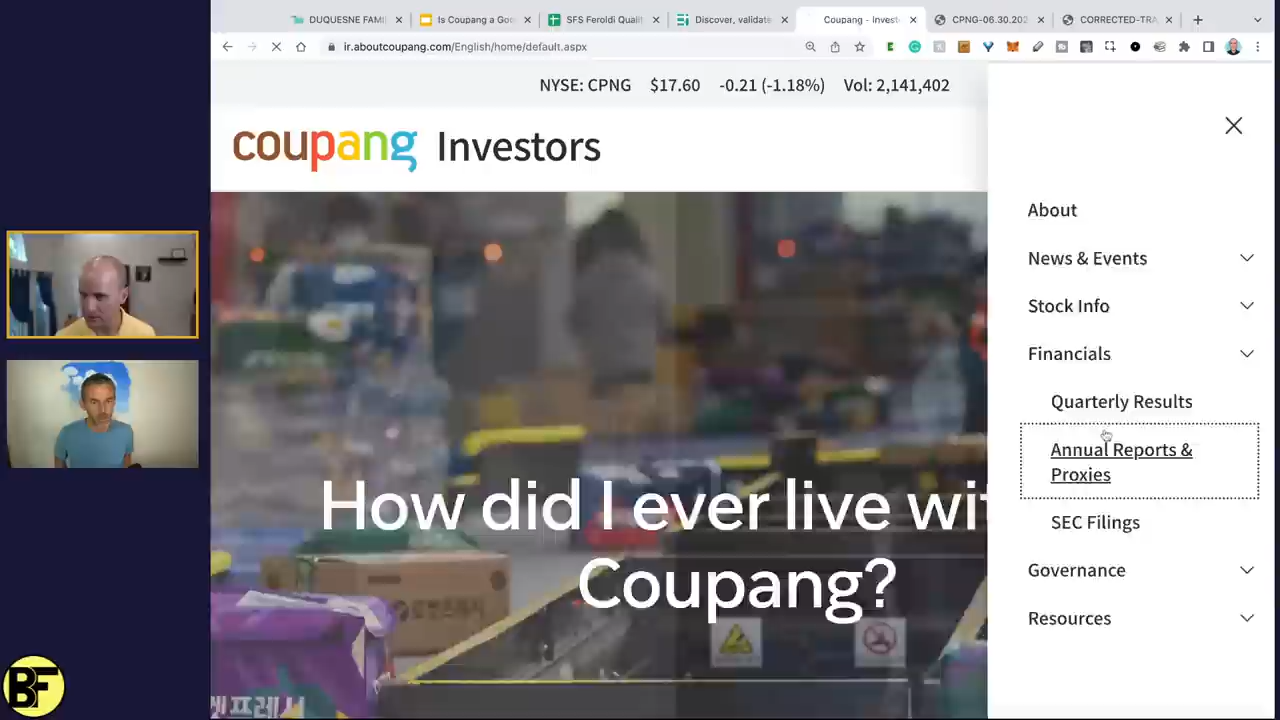 DUQUESNE FAMI
Is Coupang a Goo
SFS Feroldi Quali
Discover, validate
Coupang - Invest
CPNG-06.30.202
CORRECTED-TRA
ir.aboutcoupang.com/English/home/default.aspx
NYSE: CPNG $17.60 -0.21 (-1.18%) Vol: 2,141,402
coupang Investors
About
News & Events
Stock Info
Financials
Quarterly Results
Annual Reports &
Proxies
SEC Filings
Governance
Resources
How did I ever live wi
Coupang?
BF